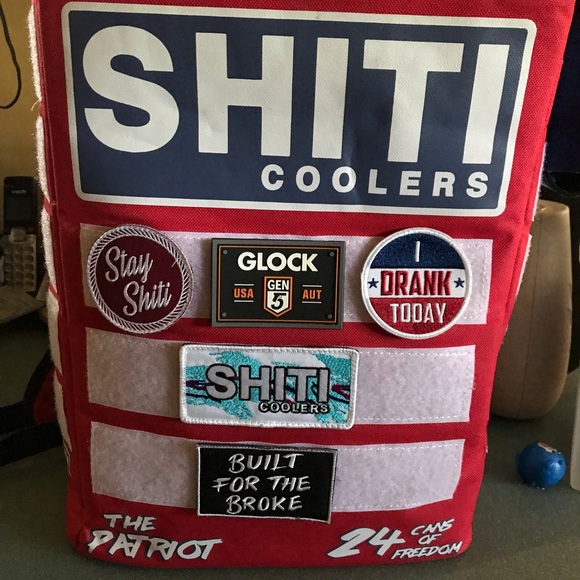 SHITI
COOLERS
Stay
Shiti
GLOCK
USA GEN 5 AUT
I
DRANK
TODAY
SHITI
COOLERS
BUILT
FOR THE
BROKE
THE
PATRIOT
24 CANS
OF
FREEDOM